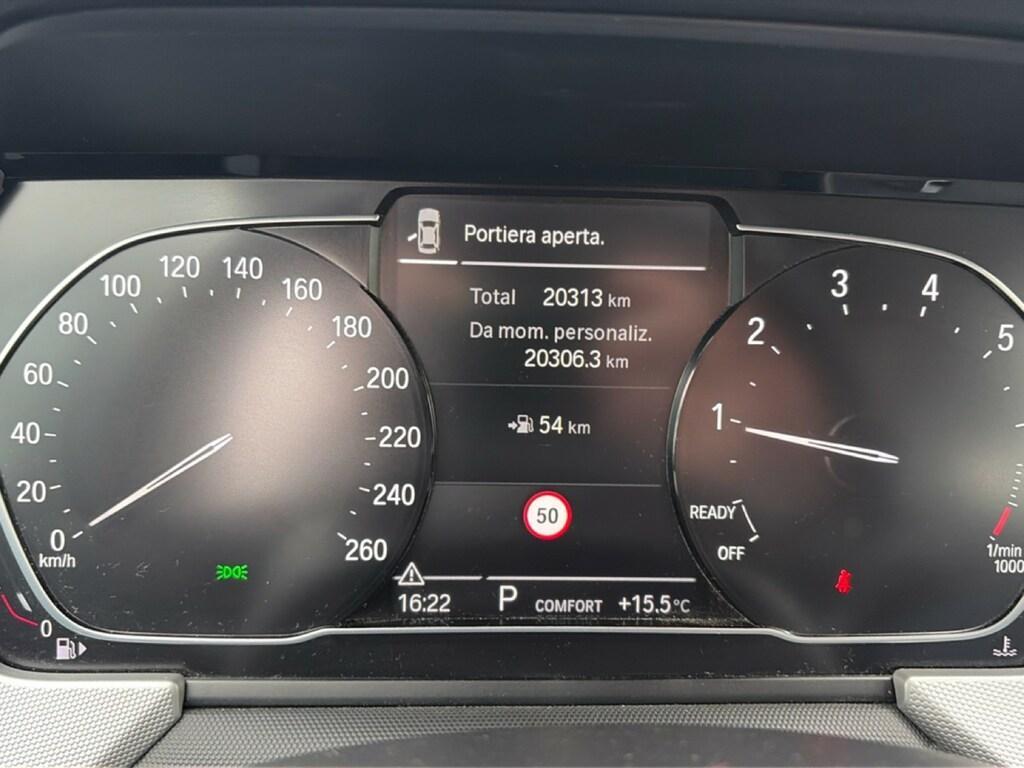 Portiera aperta.
Total 20313 km
Da mom. personaliz.
20306.3 km
54 km
50
16:22 P COMFORT +15.5°C
0
20
40
60
80
100
120
140
160
180
200
220
240
260
km/h
0
OFF
READY
1
2
3
4
5
1/min
1000